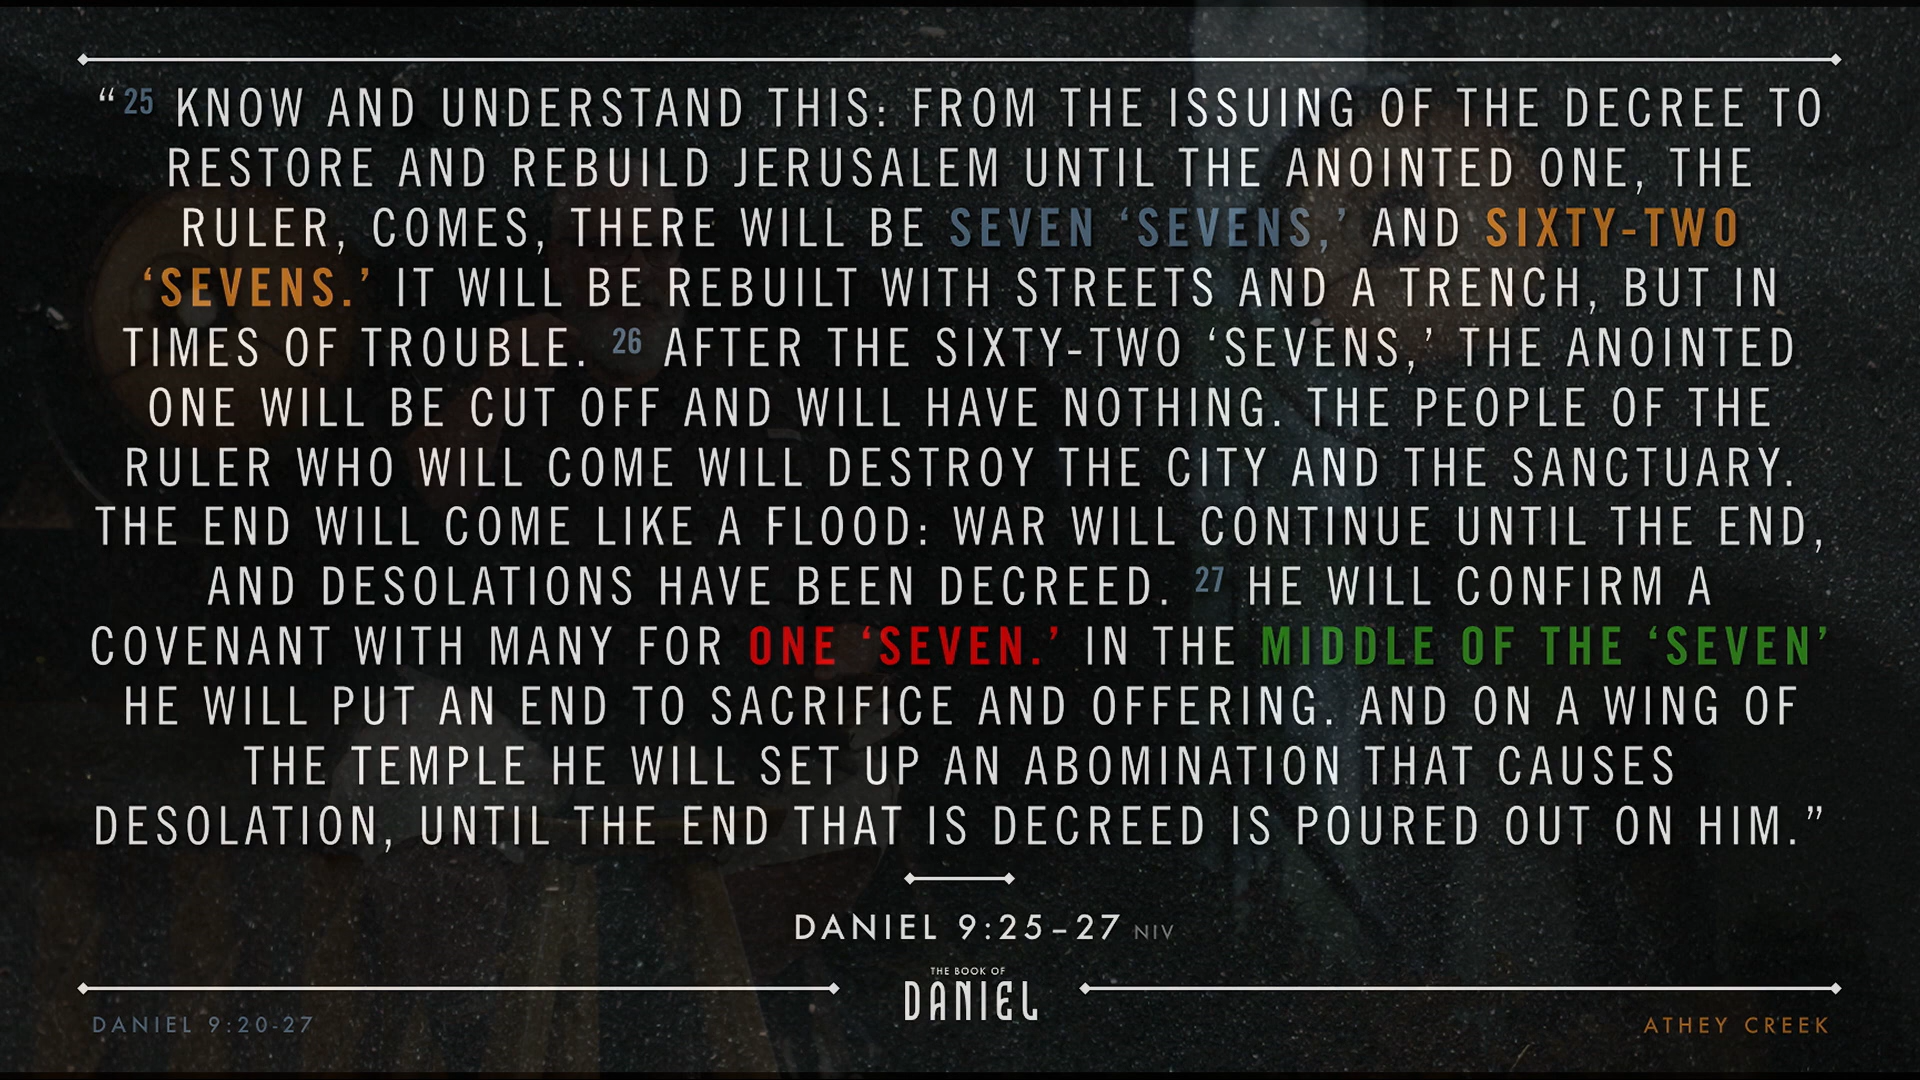 “25 KNOW AND UNDERSTAND THIS: FROM THE ISSUING OF THE DECREE TO
RESTORE AND REBUILD JERUSALEM UNTIL THE ANOINTED ONE, THE
RULER, COMES, THERE WILL BE SEVEN ‘SEVENS,’ AND SIXTY-TWO
‘SEVENS.’ IT WILL BE REBUILT WITH STREETS AND A TRENCH, BUT IN
TIMES OF TROUBLE. 26 AFTER THE SIXTY-TWO ‘SEVENS,’ THE ANOINTED
ONE WILL BE CUT OFF AND WILL HAVE NOTHING. THE PEOPLE OF THE
RULER WHO WILL COME WILL DESTROY THE CITY AND THE SANCTUARY.
THE END WILL COME LIKE A FLOOD: WAR WILL CONTINUE UNTIL THE END,
AND DESOLATIONS HAVE BEEN DECREED. 27 HE WILL CONFIRM A
COVENANT WITH MANY FOR ONE ‘SEVEN.’ IN THE MIDDLE OF THE ‘SEVEN’
HE WILL PUT AN END TO SACRIFICE AND OFFERING. AND ON A WING OF
THE TEMPLE HE WILL SET UP AN ABOMINATION THAT CAUSES
DESOLATION, UNTIL THE END THAT IS DECREED IS POURED OUT ON HIM.”
DANIEL 9:25–27 NIV
THE BOOK OF
DANIEL
DANIEL 9:20-27
ATHEY CREEK